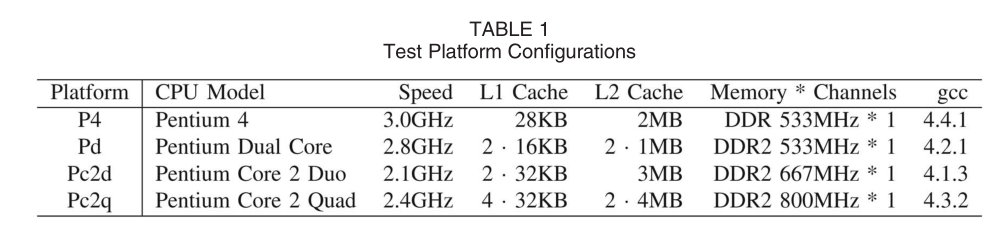 TABLE 1
Test Platform Configurations
Platform CPU Model Speed L1 Cache L2 Cache Memory * Channels gcc
P4 Pentium 4 3.0GHz 28KB 2MB DDR 533MHz * 1 4.4.1
Pd Pentium Dual Core 2.8GHz 2 · 16KB 2 · 1MB DDR2 533MHz * 1 4.2.1
Pc2d Pentium Core 2 Duo 2.1GHz 2 · 32KB 3MB DDR2 667MHz * 1 4.1.3
Pc2q Pentium Core 2 Quad 2.4GHz 4 · 32KB 2 · 4MB DDR2 800MHz * 1 4.3.2